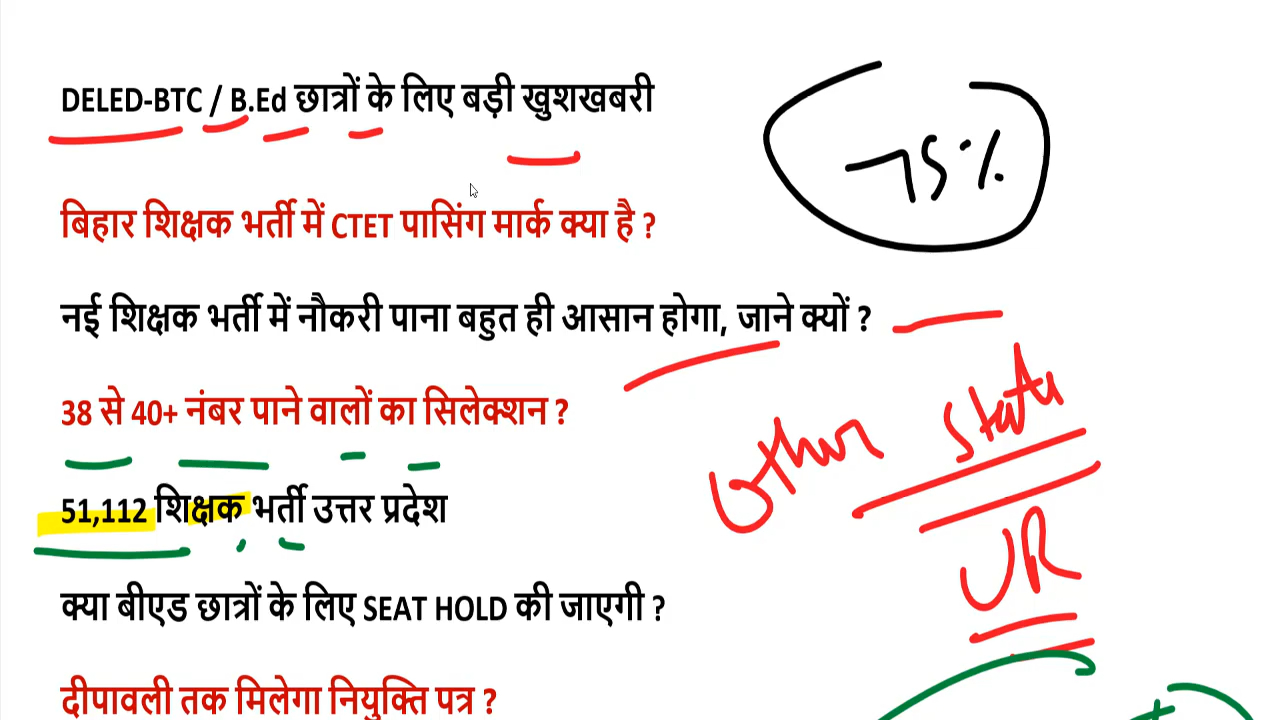 DELED-BTC / B.Ed छात्रों के लिए बड़ी खुशखबरी
75%
बिहार शिक्षक भर्ती में CTET पासिंग मार्क क्या है ?
नई शिक्षक भर्ती में नौकरी पाना बहुत ही आसान होगा, जाने क्यों ?
38 से 40+ नंबर पाने वालों का सिलेक्शन ?
Other State
51,112 शिक्षक भर्ती उत्तर प्रदेश
UR
क्या बीएड छात्रों के लिए SEAT HOLD की जाएगी ?
दीपावली तक मिलेगा नियुक्ति पत्र ?